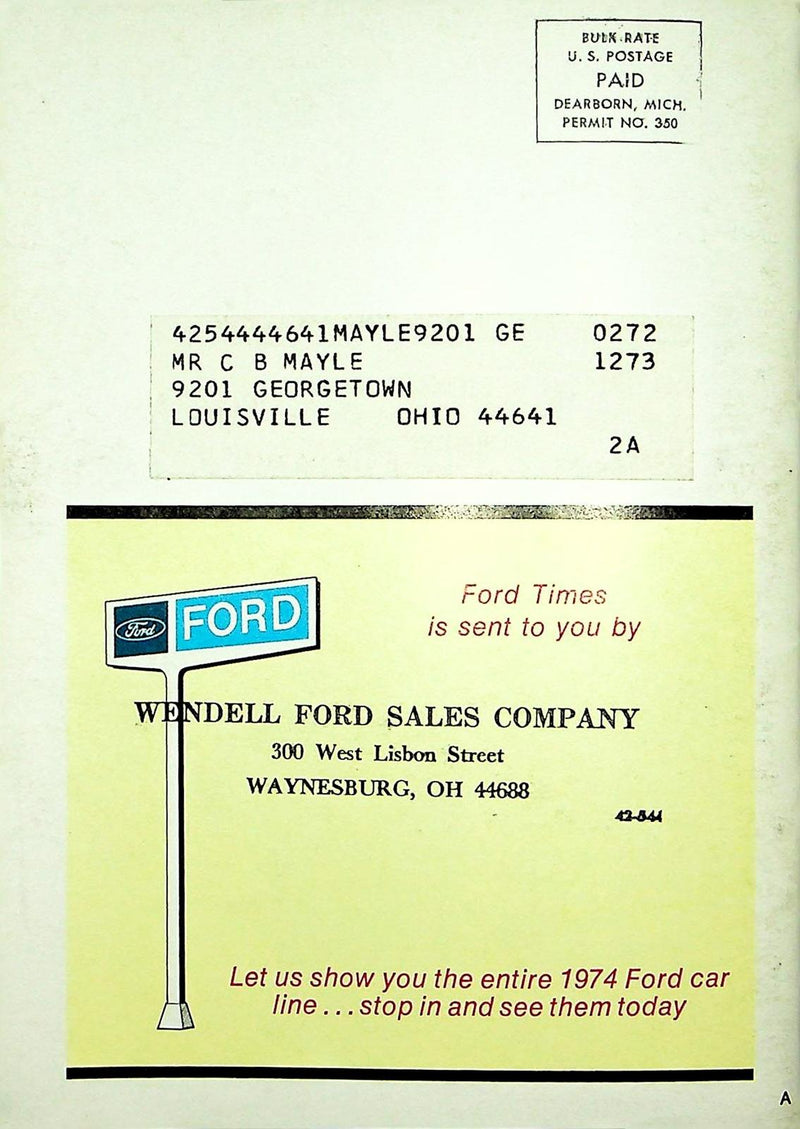 BULK RATE
U. S. POSTAGE
PAID
DEARBORN, MICH.
PERMIT NO. 350
4254444641MAYLE9201 GE 0272
MR C B MAYLE 1273
9201 GEORGETOWN
LOUISVILLE OHIO 44641
2A
Ford FORD
Ford Times
is sent to you by
WENDELL FORD SALES COMPANY
300 West Lisbon Street
WAYNESBURG, OH 44688
42-544
Let us show you the entire 1974 Ford car
line...stop in and see them today
A